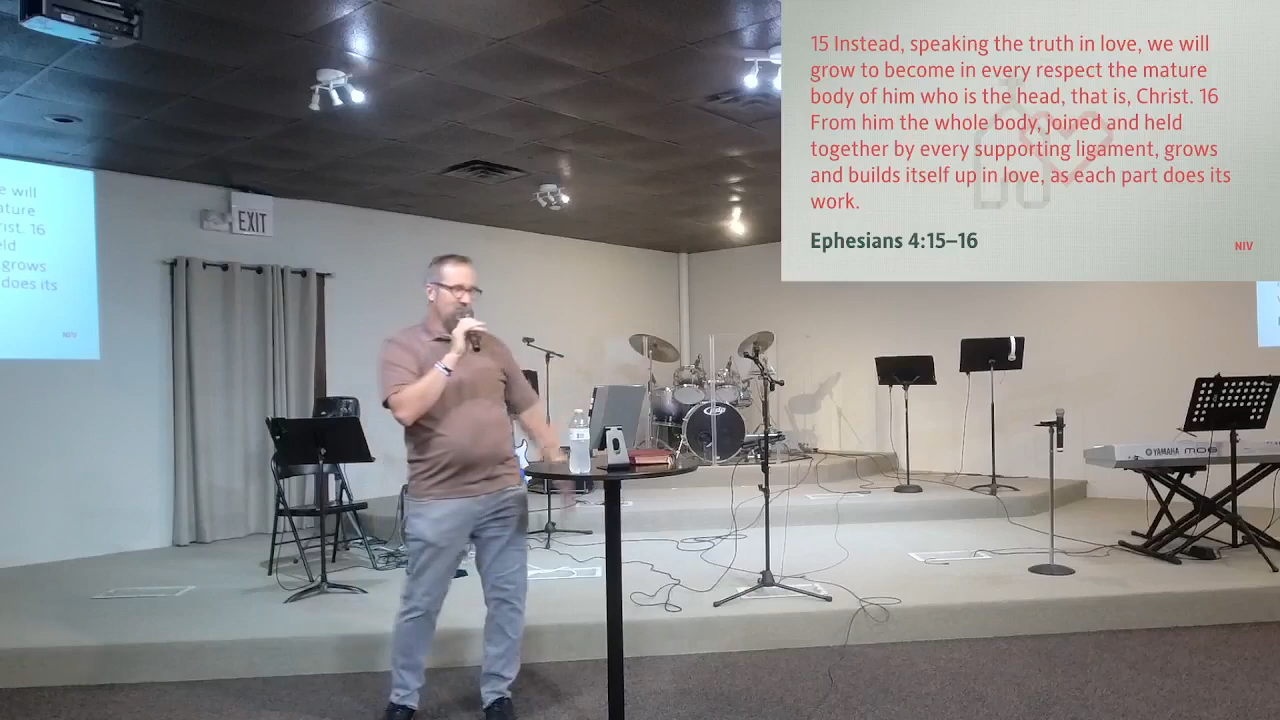 15 Instead, speaking the truth in love, we will
grow to become in every respect the mature
body of him who is the head, that is, Christ. 16
From him the whole body, joined and held
together by every supporting ligament, grows
and builds itself up in love, as each part does its
work.
Ephesians 4:15–16
NIV
e will
ature
rist. 16
eld
grows
does its
NIV
EXIT
YAMAHA MO6